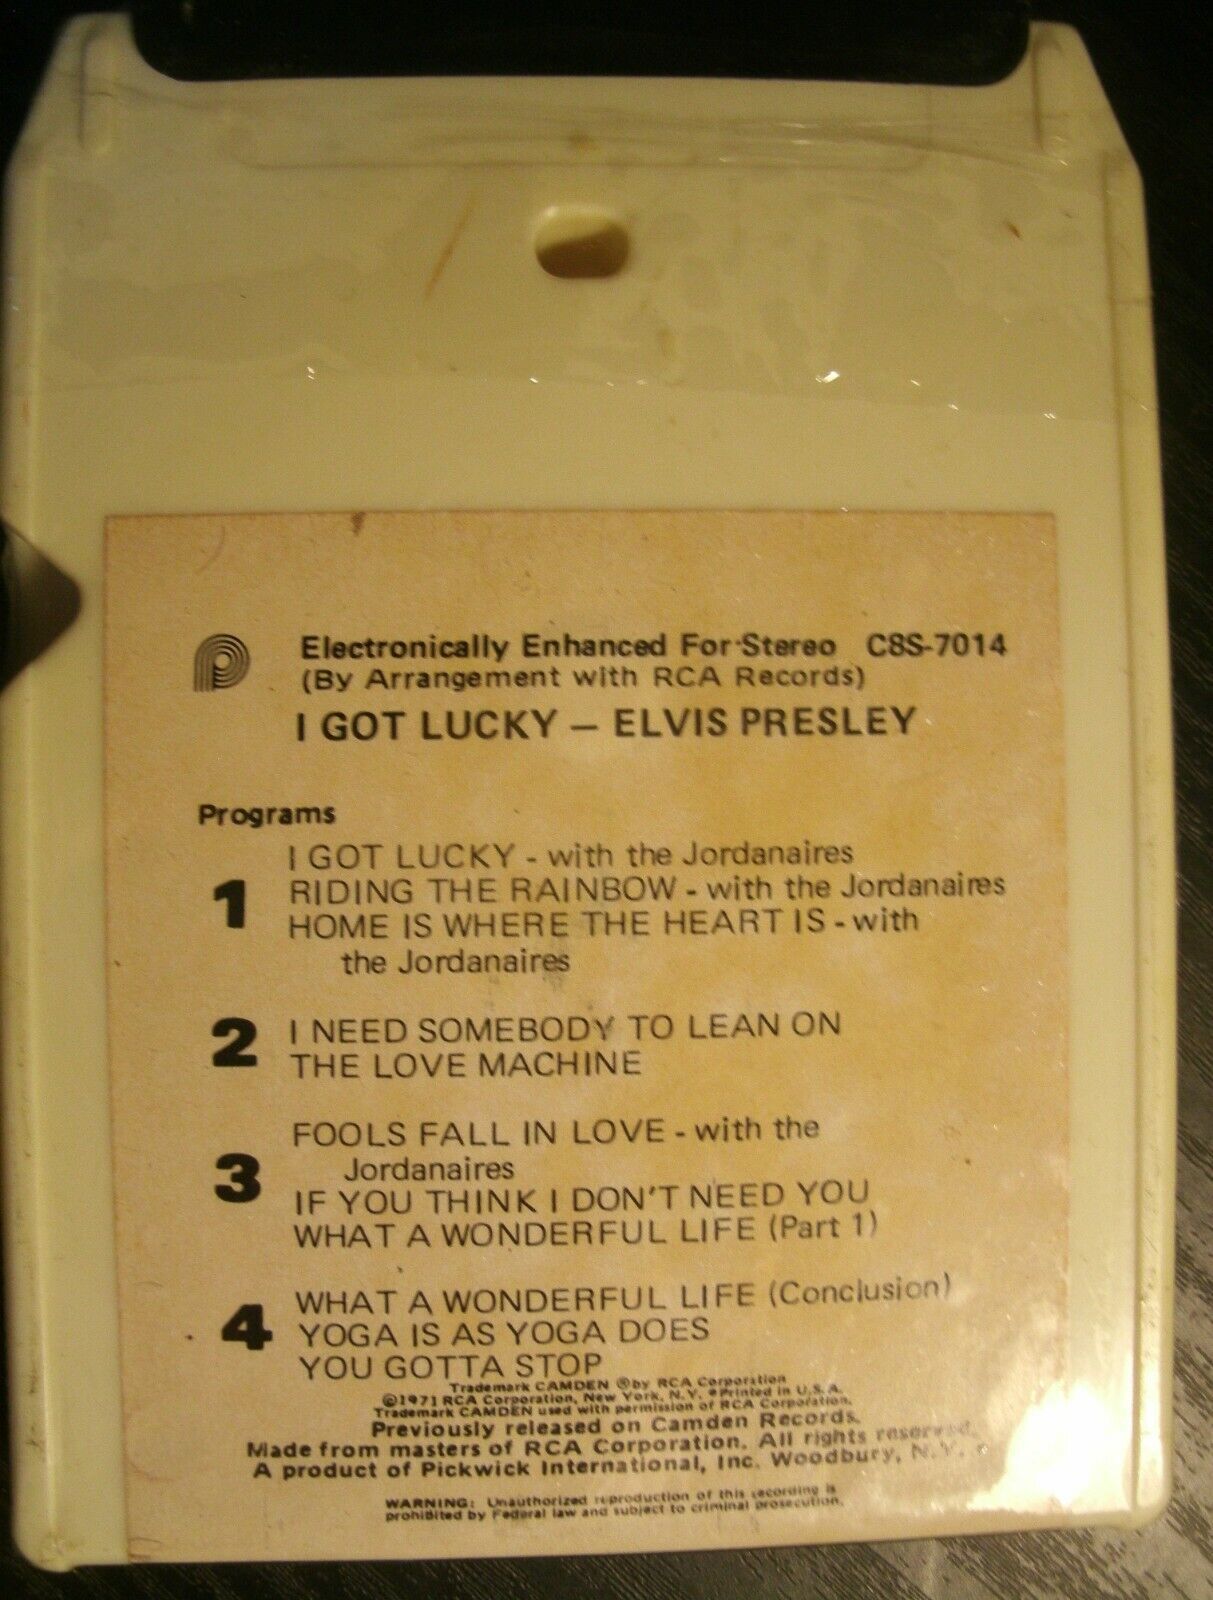 Electronically Enhanced For Stereo C8S-7014
(By Arrangement with RCA Records)
I GOT LUCKY — ELVIS PRESLEY
Programs
1
I GOT LUCKY - with the Jordanaires
RIDING THE RAINBOW - with the Jordanaires
HOME IS WHERE THE HEART IS - with
the Jordanaires
2
I NEED SOMEBODY TO LEAN ON
THE LOVE MACHINE
3
FOOLS FALL IN LOVE - with the
Jordanaires
IF YOU THINK I DON'T NEED YOU
WHAT A WONDERFUL LIFE (Part 1)
4
WHAT A WONDERFUL LIFE (Conclusion)
YOGA IS AS YOGA DOES
YOU GOTTA STOP
Trademark CAMDEN ® by RCA Corporation
©1971 RCA Corporation, New York, N.Y. • Printed in U.S.A.
Trademark CAMDEN used with permission of RCA Corporation.
Previously released on Camden Records.
Made from masters of RCA Corporation. All rights reserved.
A product of Pickwick International, Inc. Woodbury, N.Y.
WARNING: Unauthorized reproduction of this recording is
prohibited by Federal law and subject to criminal prosecution.